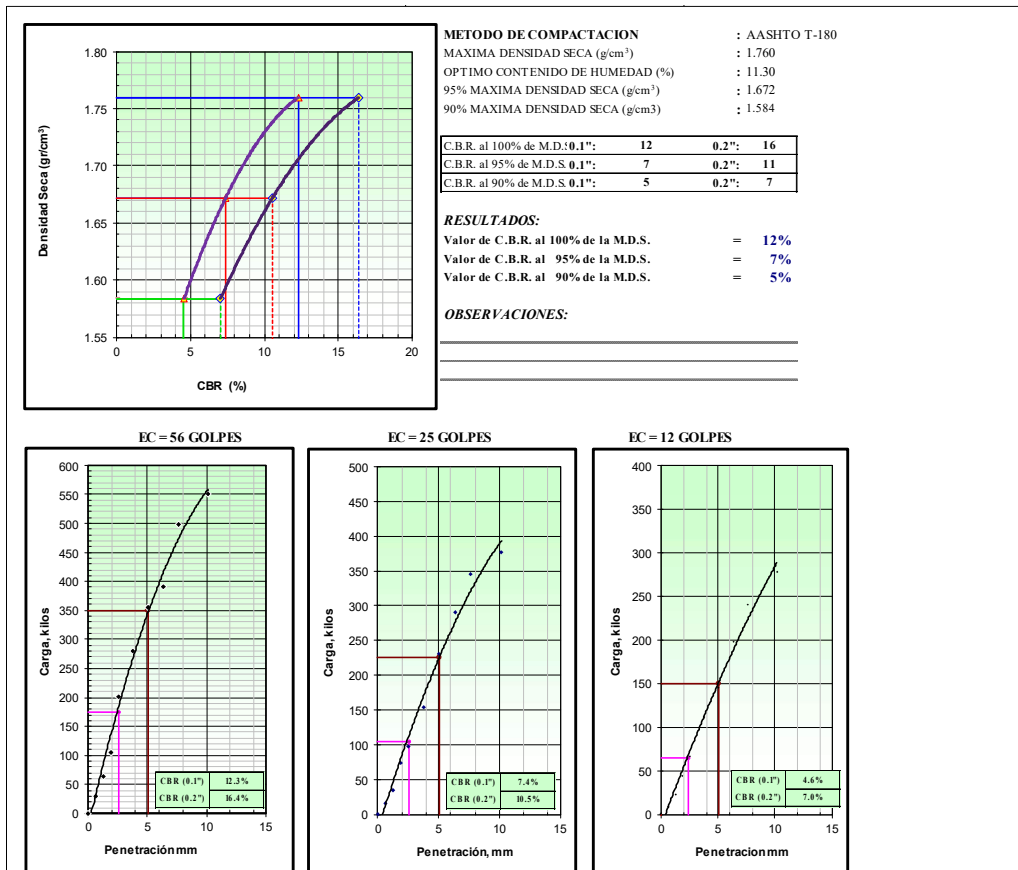 METODO DE COMPACTACION : AASHTO T-180
MAXIMA DENSIDAD SECA (g/cm³) : 1.760
OPTIMO CONTENIDO DE HUMEDAD (%) : 11.30
95% MAXIMA DENSIDAD SECA (g/cm³) : 1.672
90% MAXIMA DENSIDAD SECA (g/cm3) : 1.584
C.B.R. al 100% de M.D.S 0.1": 12 0.2": 16
C.B.R. al 95% de M.D.S. 0.1": 7 0.2": 11
C.B.R. al 90% de M.D.S. 0.1": 5 0.2": 7
RESULTADOS:
Valor de C.B.R. al 100% de la M.D.S. = 12%
Valor de C.B.R. al 95% de la M.D.S. = 7%
Valor de C.B.R. al 90% de la M.D.S. = 5%
OBSERVACIONES:
Densidad Seca (gr/cm³)
1.80
1.75
1.70
1.65
1.60
1.55
0 5 10 15 20
CBR (%)
EC = 56 GOLPES
Carga, kilos
600
550
500
450
400
350
300
250
200
150
100
50
0
CBR (0.1") 12.3%
CBR (0.2") 16.4%
0 5 10 15
Penetración mm
EC = 25 GOLPES
Carga, kilos
500
450
400
350
300
250
200
150
100
50
0
CBR (0.1") 7.4%
CBR (0.2") 10.5%
0 5 10 15
Penetración, mm
EC = 12 GOLPES
Carga, kilos
400
350
300
250
200
150
100
50
0
CBR (0.1") 4.6%
CBR (0.2") 7.0%
0 5 10 15
Penetracion mm